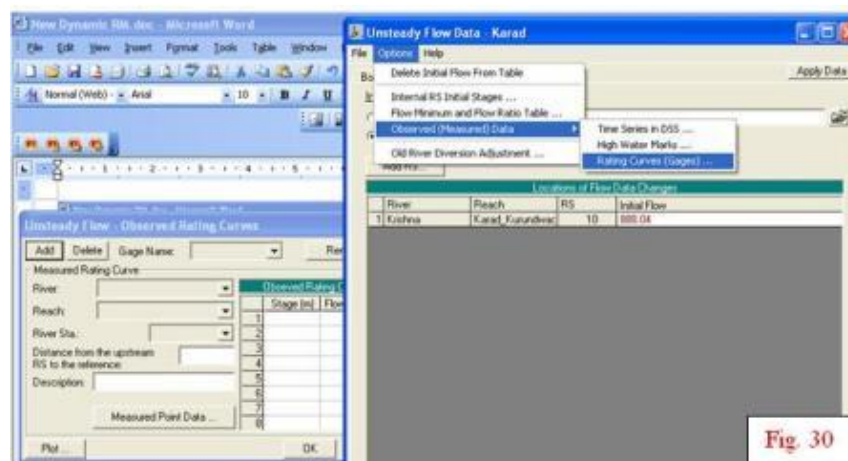 New Dynamic RM.doc - Microsoft Word
File Edit View Insert Format Tools Table Window
Normal (Web) Arial 10 B I U
Unsteady Flow - Observed Rating Curves
Add Delete Gage Name:
Measured Rating Curve
River:
Reach:
River Sta.:
Distance from the upstream
RS to the reference:
Description:
Measured Point Data ...
Plot ...
OK
Observed Rating C
Stage (m) Flow
1
2
3
4
5
6
7
8
Unsteady Flow Data - Karad
File Options Help
Delete Initial Flow From Table
Internal RS Initial Stages ...
Flow Minimum and Flow Ratio Table ...
Observed (Measured) Data
Old River Diversion Adjustment ...
Time Series in DSS ...
High Water Marks ...
Rating Curves (Gages) ...
Apply Data
Add RS...
Locations of Flow Data Changes
River Reach RS Initial Flow
1 Krishna 10
Fig. 30